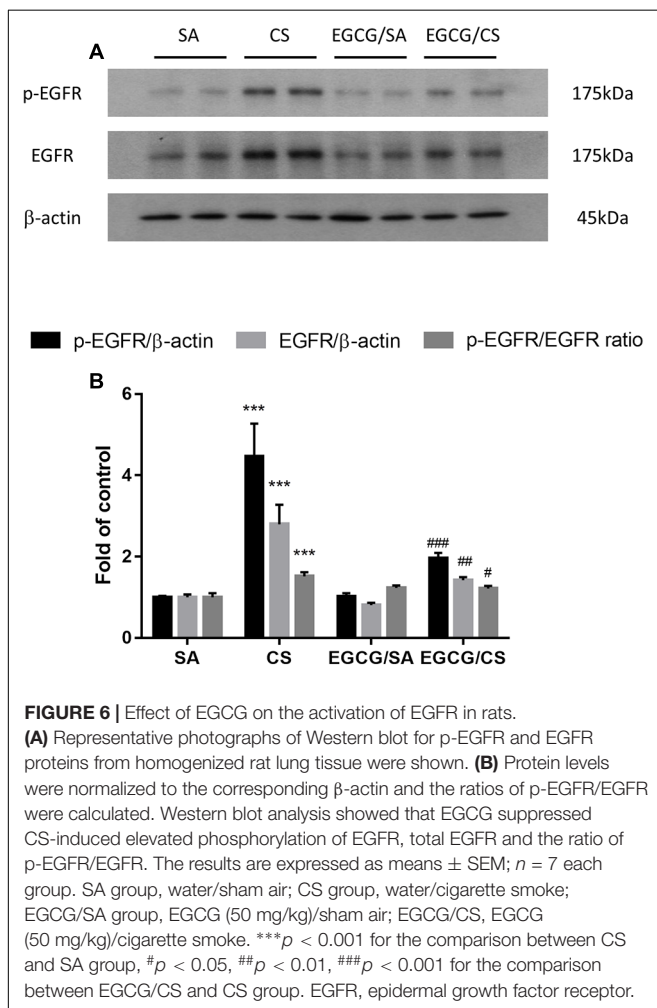 SA CS EGCG/SA EGCG/CS
A
p-EGFR 175kDa
EGFR 175kDa
β-actin 45kDa
p-EGFR/β-actin EGFR/β-actin p-EGFR/EGFR ratio
B
6
4
2
0
Fold of control
*** *** ***
### ## #
SA CS EGCG/SA EGCG/CS
FIGURE 6 | Effect of EGCG on the activation of EGFR in rats.
(A) Representative photographs of Western blot for p-EGFR and EGFR
proteins from homogenized rat lung tissue were shown. (B) Protein levels
were normalized to the corresponding β-actin and the ratios of p-EGFR/EGFR
were calculated. Western blot analysis showed that EGCG suppressed
CS-induced elevated phosphorylation of EGFR, total EGFR and the ratio of
p-EGFR/EGFR. The results are expressed as means ± SEM; n = 7 each
group. SA group, water/sham air; CS group, water/cigarette smoke;
EGCG/SA group, EGCG (50 mg/kg)/sham air; EGCG/CS, EGCG
(50 mg/kg)/cigarette smoke. ***p < 0.001 for the comparison between CS
and SA group, #p < 0.05, ##p < 0.01, ###p < 0.001 for the comparison
between EGCG/CS and CS group. EGFR, epidermal growth factor receptor.